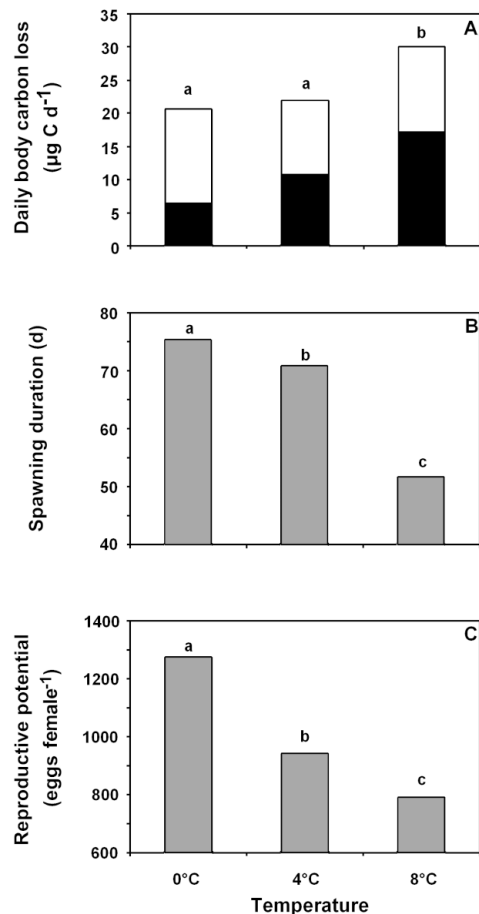 A
Daily body carbon loss
(µg C d⁻¹)
35
30
25
20
15
10
5
0
a
a
b
B
Spawning duration (d)
80
70
60
50
40
a
b
c
C
Reproductive potential
(eggs female⁻¹)
1400
1200
1000
800
600
a
b
c
0°C 4°C 8°C
Temperature